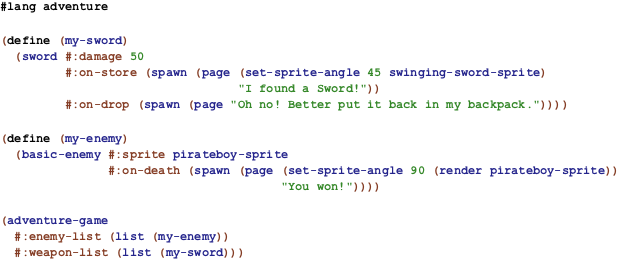 #lang adventure
(define (my-sword)
(sword #:damage 50
#:on-store (spawn (page (set-sprite-angle 45 swinging-sword-sprite)
"I found a Sword!"))
#:on-drop (spawn (page "Oh no! Better put it back in my backpack."))))
(define (my-enemy)
(basic-enemy #:sprite pirateboy-sprite
#:on-death (spawn (page (set-sprite-angle 90 (render pirateboy-sprite))
"You won!"))))
(adventure-game
#:enemy-list (list (my-enemy))
#:weapon-list (list (my-sword)))